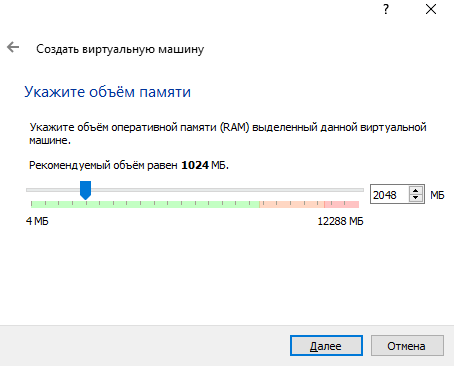 ?
Создать виртуальную машину
Укажите объём памяти
Укажите объём оперативной памяти (RAM) выделенный данной виртуальной
машине.
Рекомендуемый объём равен 1024 МБ.
2048 МБ
4 МБ 12288 МБ
Далее Отмена